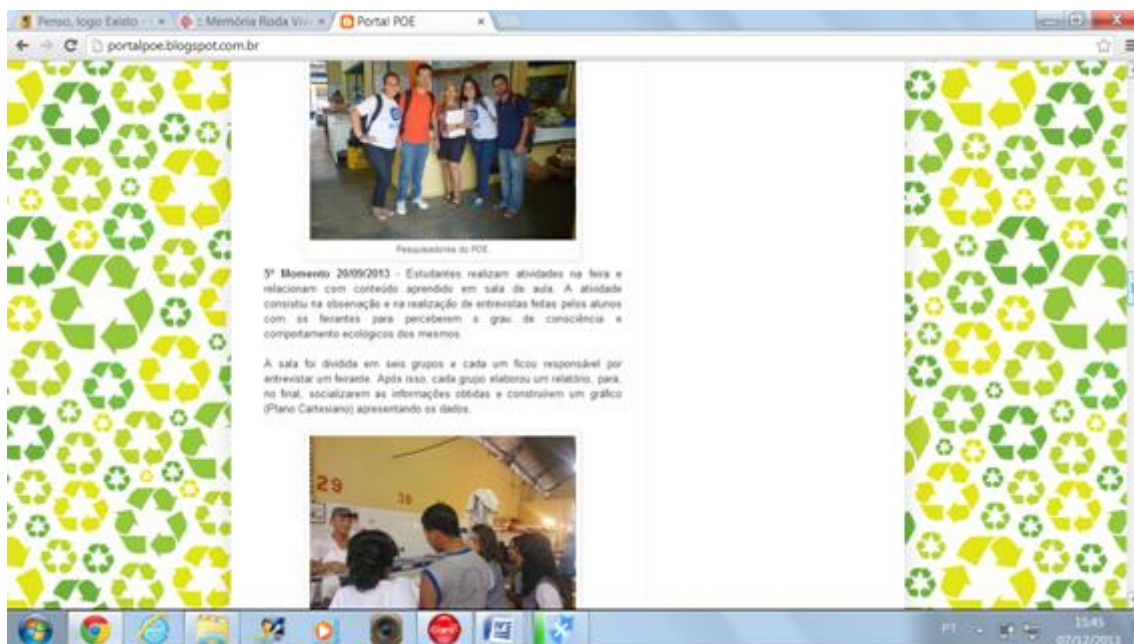 Penso, logo Existo
:: Memória Roda Viv
Portal POE
portalpoe.blogspot.com.br
Pesquisadores do POE.
5º Momento 20/09/2013 - Estudantes realizam atividades na feira e
relacionam com conteúdo aprendido em sala de aula. A atividade
consistiu na observação e na realização de entrevistas feitas pelos alunos
com os feirantes para perceberem o grau de consciência e
comportamento ecológicos dos mesmos.
A sala foi dividida em seis grupos e cada um ficou responsável por
entrevistar um feirante. Após isso, cada grupo elaborou um relatório, para,
no final, socializarem as informações obtidas e construírem um gráfico
(Plano Cartesiano) apresentando os dados.
29
30
Claro
PT
15:45
07/12/2013